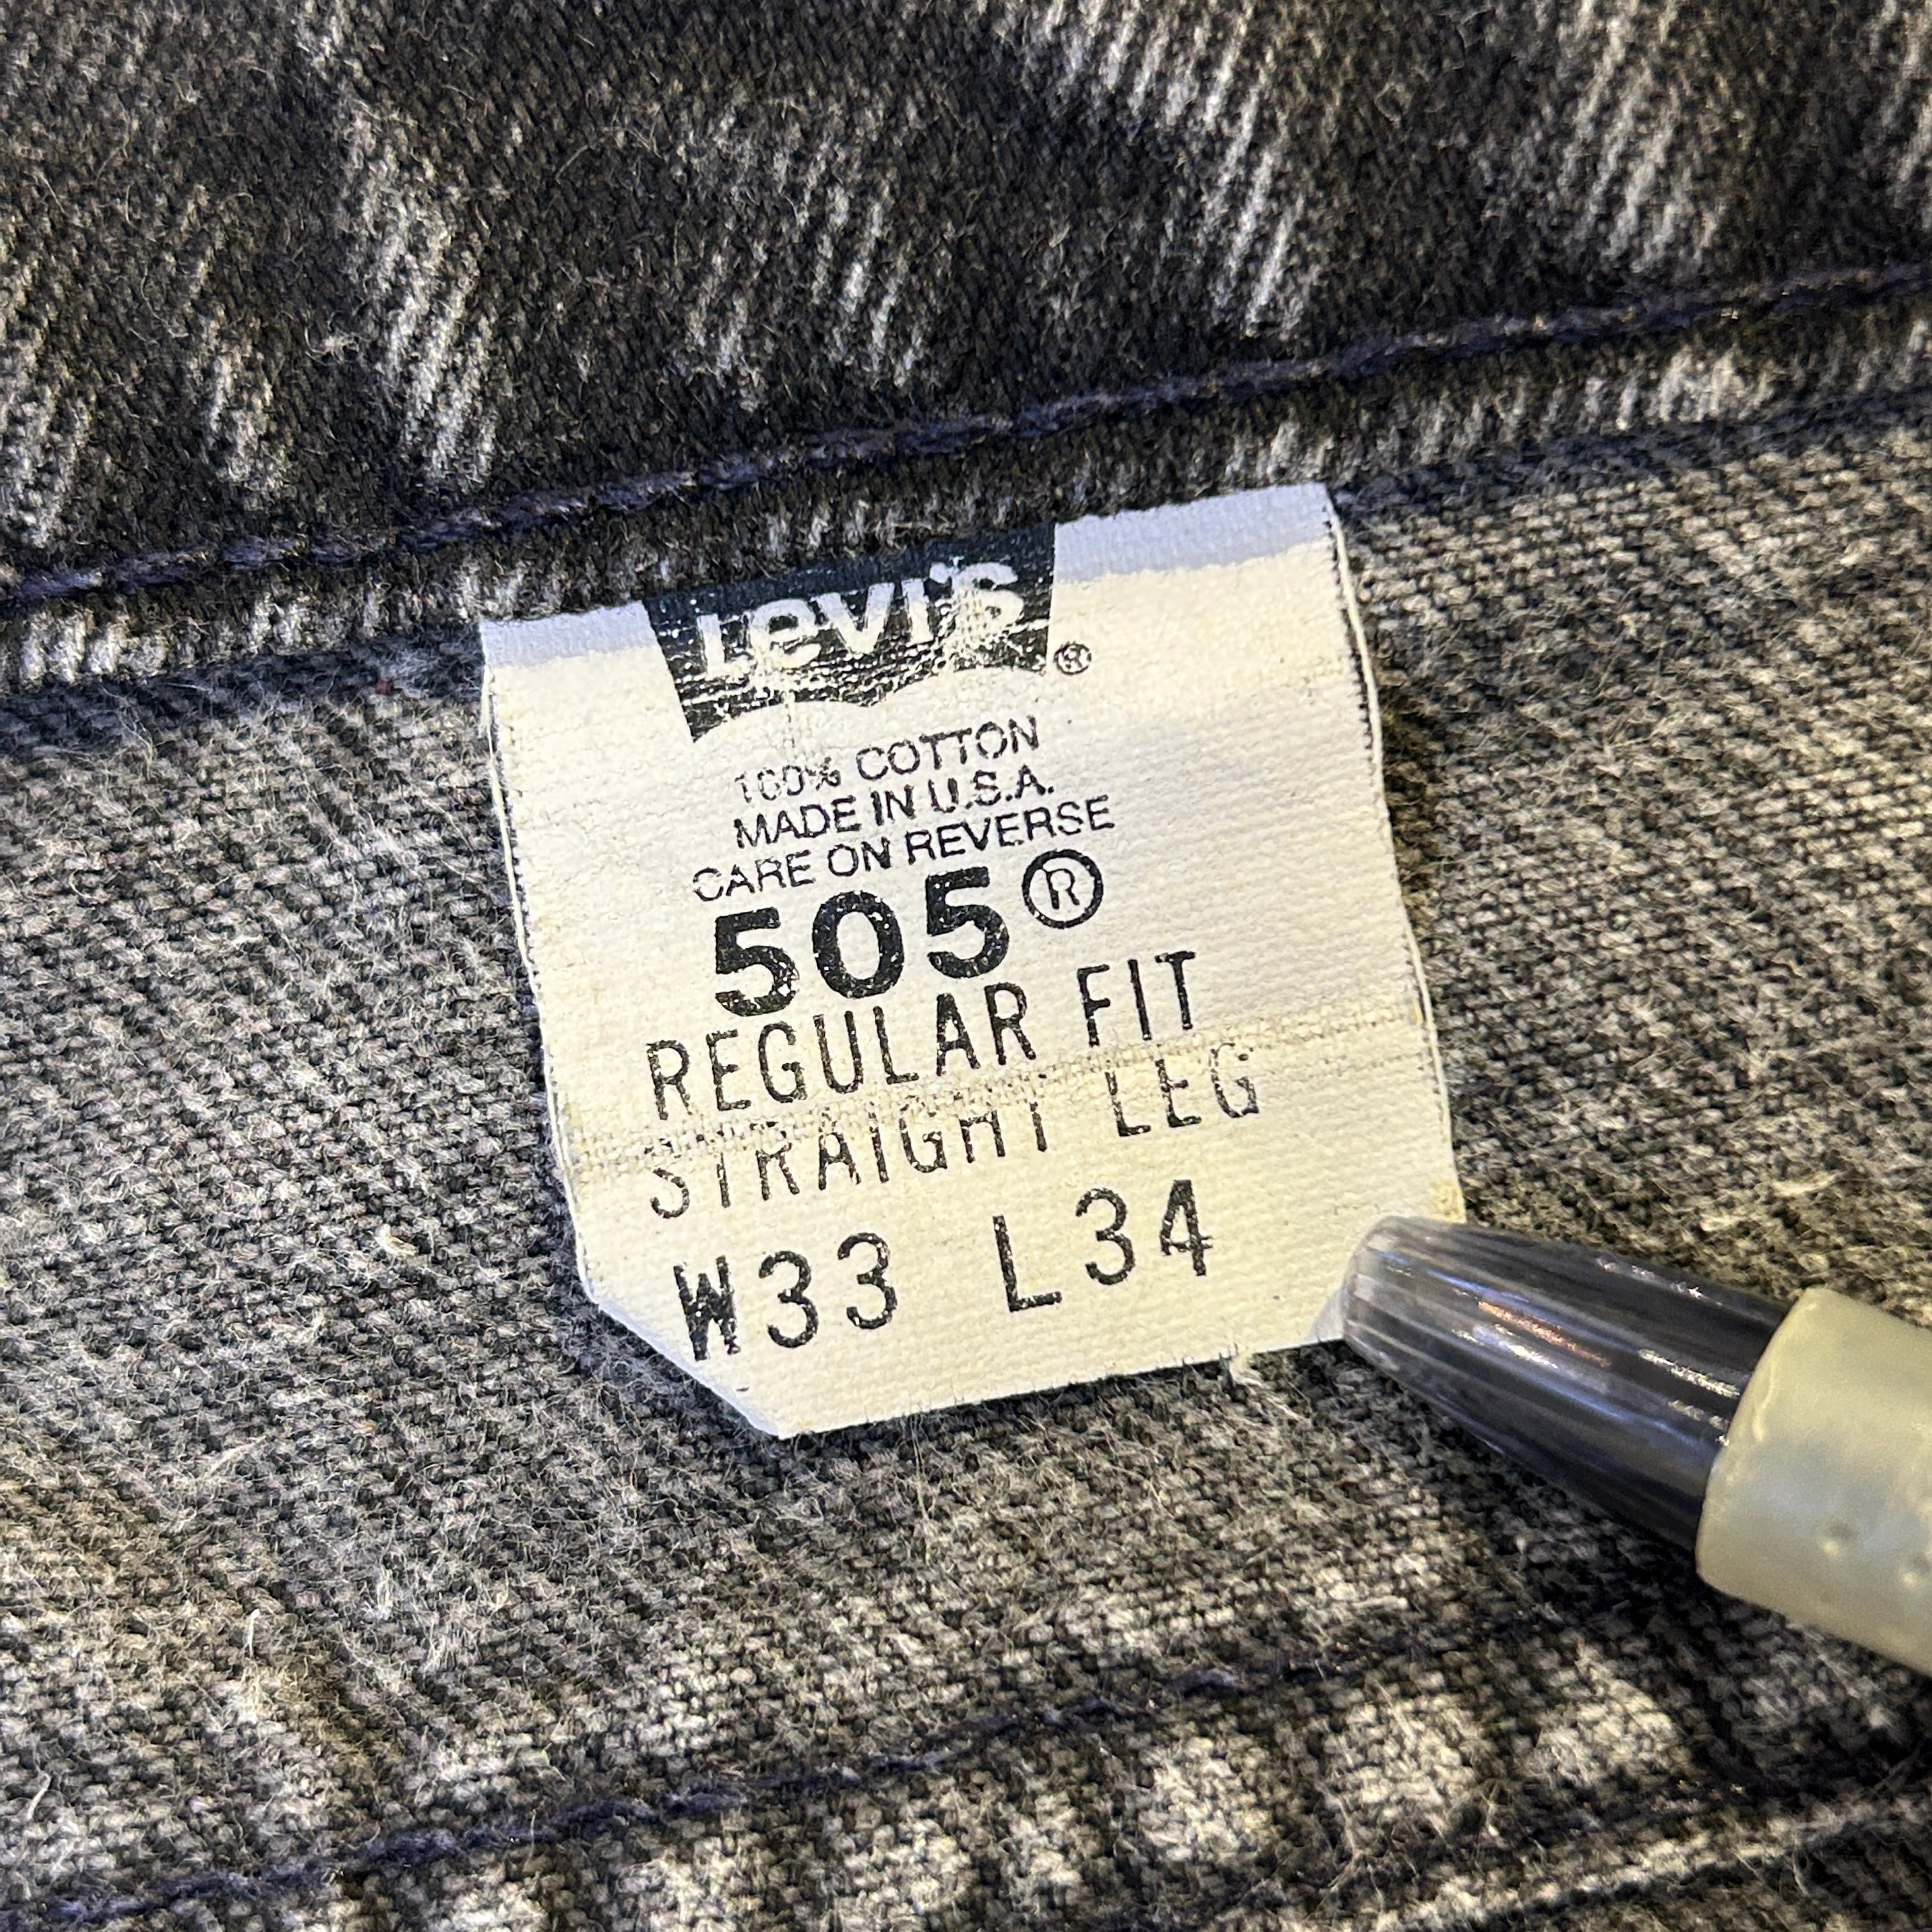 Levi's
®
100% COTTON
MADE IN U.S.A.
CARE ON REVERSE
505®
REGULAR FIT
STRAIGHT LEG
W33 L34